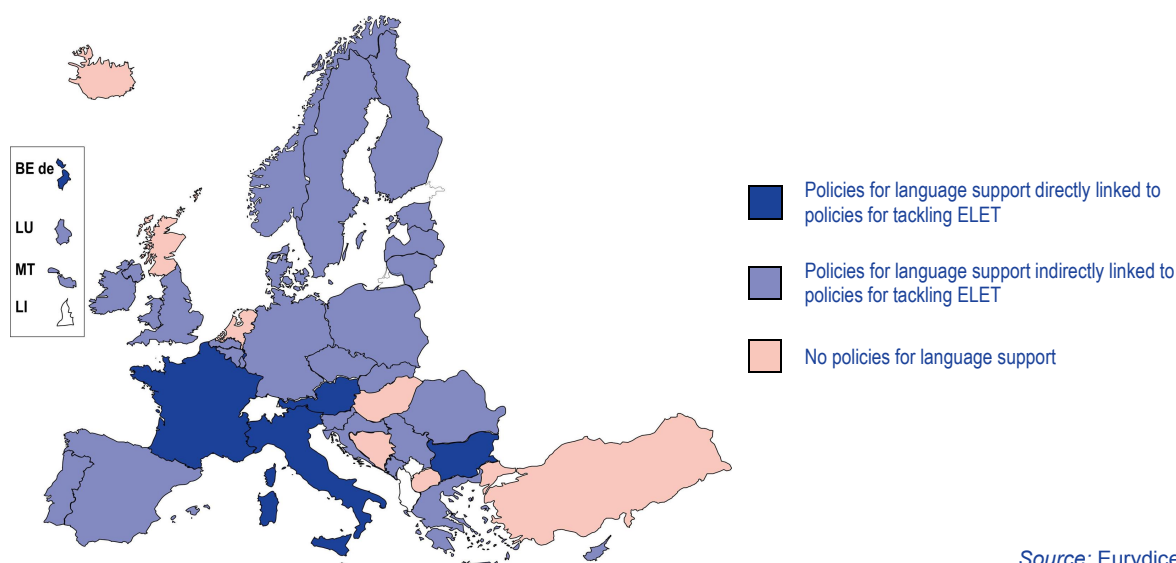 BE de
LU
MT
LI
Policies for language support directly linked to
policies for tackling ELET
Policies for language support indirectly linked to
policies for tackling ELET
No policies for language support
Source: Eurydice